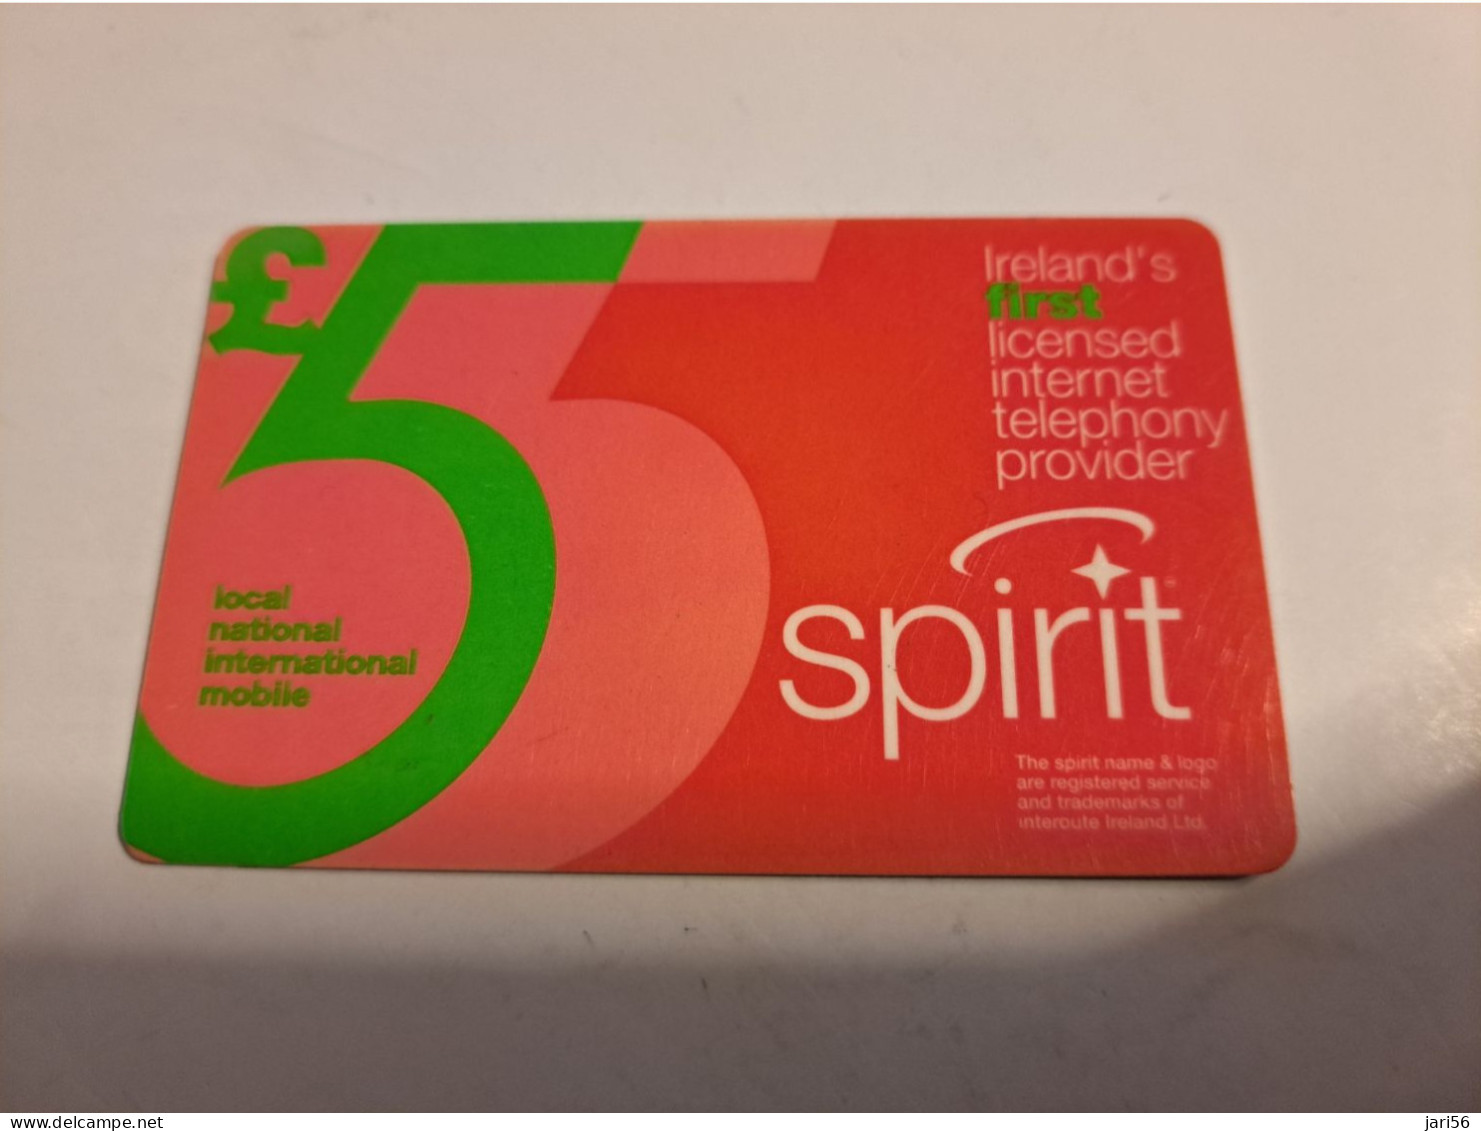 £5
Ireland's
first
licensed
internet
telephony
provider
spirit
local
national
international
mobile
The spirit name & logo
are registered service
and trademarks of
interoute Ireland Ltd.
delcampe.net
jari56